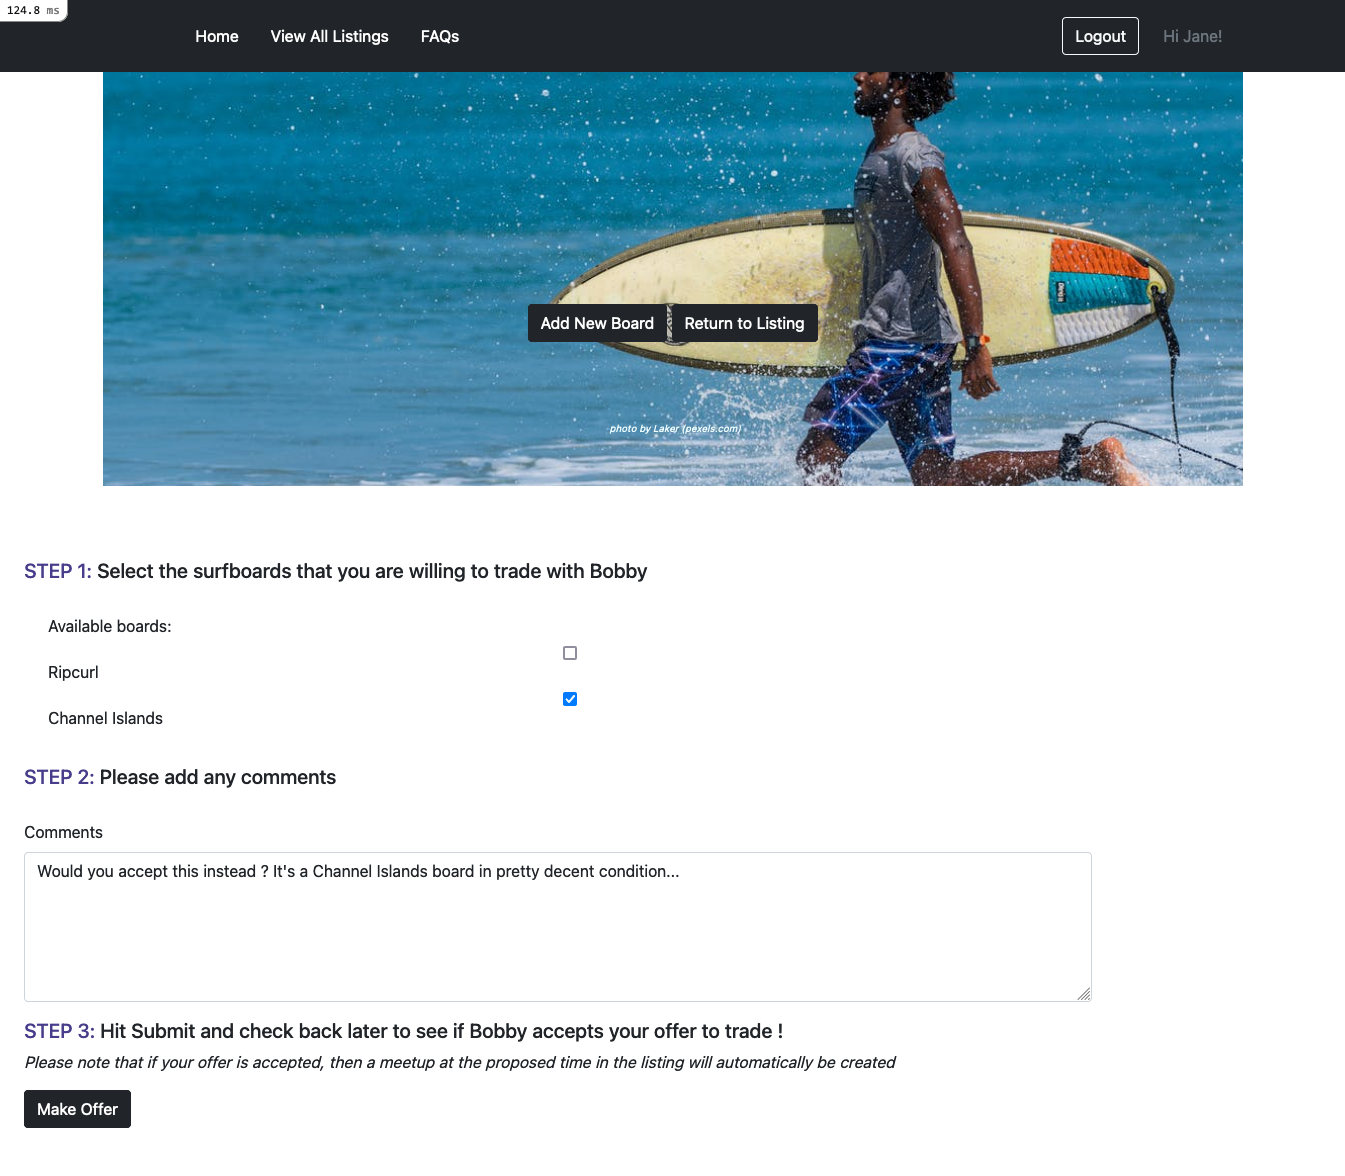 124.8 ms
Home View All Listings FAQs Logout Hi Jane!
Add New Board Return to Listing
photo by Laker (pexels.com)
STEP 1: Select the surfboards that you are willing to trade with Bobby
Available boards:
Ripcurl
Channel Islands
STEP 2: Please add any comments
Comments
Would you accept this instead ? It's a Channel Islands board in pretty decent condition...
STEP 3: Hit Submit and check back later to see if Bobby accepts your offer to trade !
Please note that if your offer is accepted, then a meetup at the proposed time in the listing will automatically be created
Make Offer